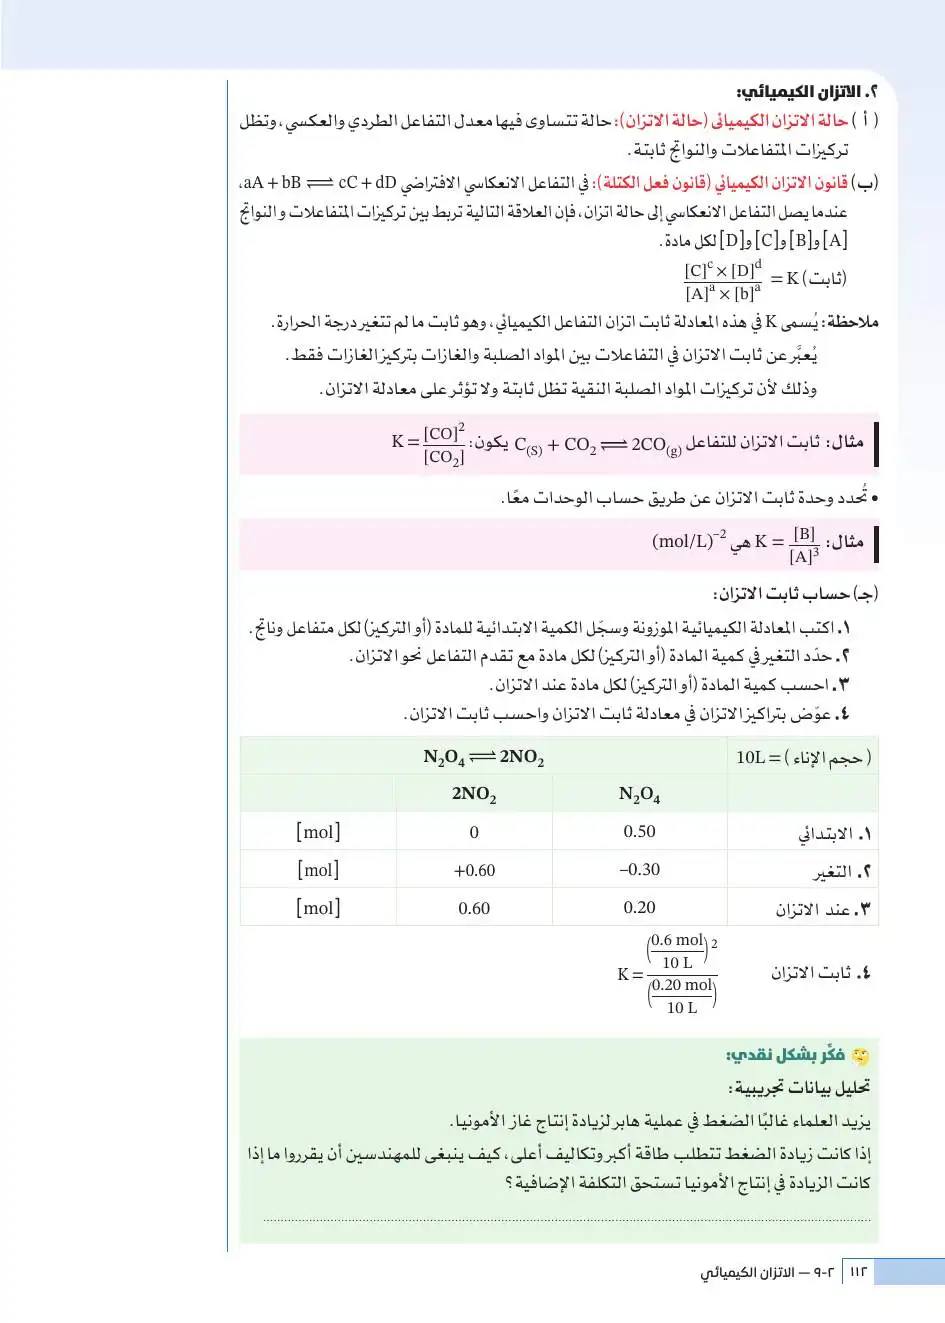 ٢. الاتزان الكيميائي:
( أ ) حالة الاتزان الكيميائي (حالة الاتزان): حالة تتساوى فيها معدل التفاعل الطردي والعكسي، وتظل
تركيزات المتفاعلات والنواتج ثابتة.
(ب) قانون الاتزان الكيميائي (قانون فعل الكتلة): في التفاعل الانعكاسي الافتراضي aA + bB ⇌ cC + dD،
عندما يصل التفاعل الانعكاسي إلى حالة اتزان، فإن العلاقة التالية تربط بين تركيزات المتفاعلات والنواتج
[A] و[B] و[C] و[D] لكل مادة.
(ثابت) K = [C]^c × [D]^d / [A]^a × [b]^a
ملاحظة: يُسمى K في هذه المعادلة ثابت اتزان التفاعل الكيميائي، وهو ثابت ما لم تتغير درجة الحرارة.
يُعبَّر عن ثابت الاتزان في التفاعلات بين المواد الصلبة والغازات بتركيز الغازات فقط.
وذلك لأن تركيزات المواد الصلبة النقية تظل ثابتة ولا تؤثر على معادلة الاتزان.
مثال: ثابت الاتزان للتفاعل C(S) + CO₂ ⇌ 2CO(g) يكون: K = [CO]² / [CO₂]
• تُحدد وحدة ثابت الاتزان عن طريق حساب الوحدات معًا.
مثال: K = [B] / [A]³ هي (mol/L)⁻²
(جـ) حساب ثابت الاتزان:
١. اكتب المعادلة الكيميائية الموزونة وسجّل الكمية الابتدائية للمادة (أو التركيز) لكل متفاعل وناتج.
٢. حدّد التغير في كمية المادة (أو التركيز) لكل مادة مع تقدم التفاعل نحو الاتزان.
٣. احسب كمية المادة (أو التركيز) لكل مادة عند الاتزان.
٤. عوّض بتراكيز الاتزان في معادلة ثابت الاتزان واحسب ثابت الاتزان.
( حجم الإناء ) = 10L N₂O₄ ⇌ 2NO₂
N₂O₄ 2NO₂
١. الابتدائي 0.50 0 [mol]
٢. التغير –0.30 +0.60 [mol]
٣. عند الاتزان 0.20 0.60 [mol]
٤. ثابت الاتزان K = (0.6 mol / 10 L)² / (0.20 mol / 10 L)
فكّر بشكل نقدي:
تحليل بيانات تجريبية:
يزيد العلماء غالبًا الضغط في عملية هابر لزيادة إنتاج غاز الأمونيا.
إذا كانت زيادة الضغط تتطلب طاقة أكبر وتكاليف أعلى، كيف ينبغي للمهندسين أن يقرروا ما إذا
كانت الزيادة في إنتاج الأمونيا تستحق التكلفة الإضافية؟
١١٢ ٩-٢ — الاتزان الكيميائي